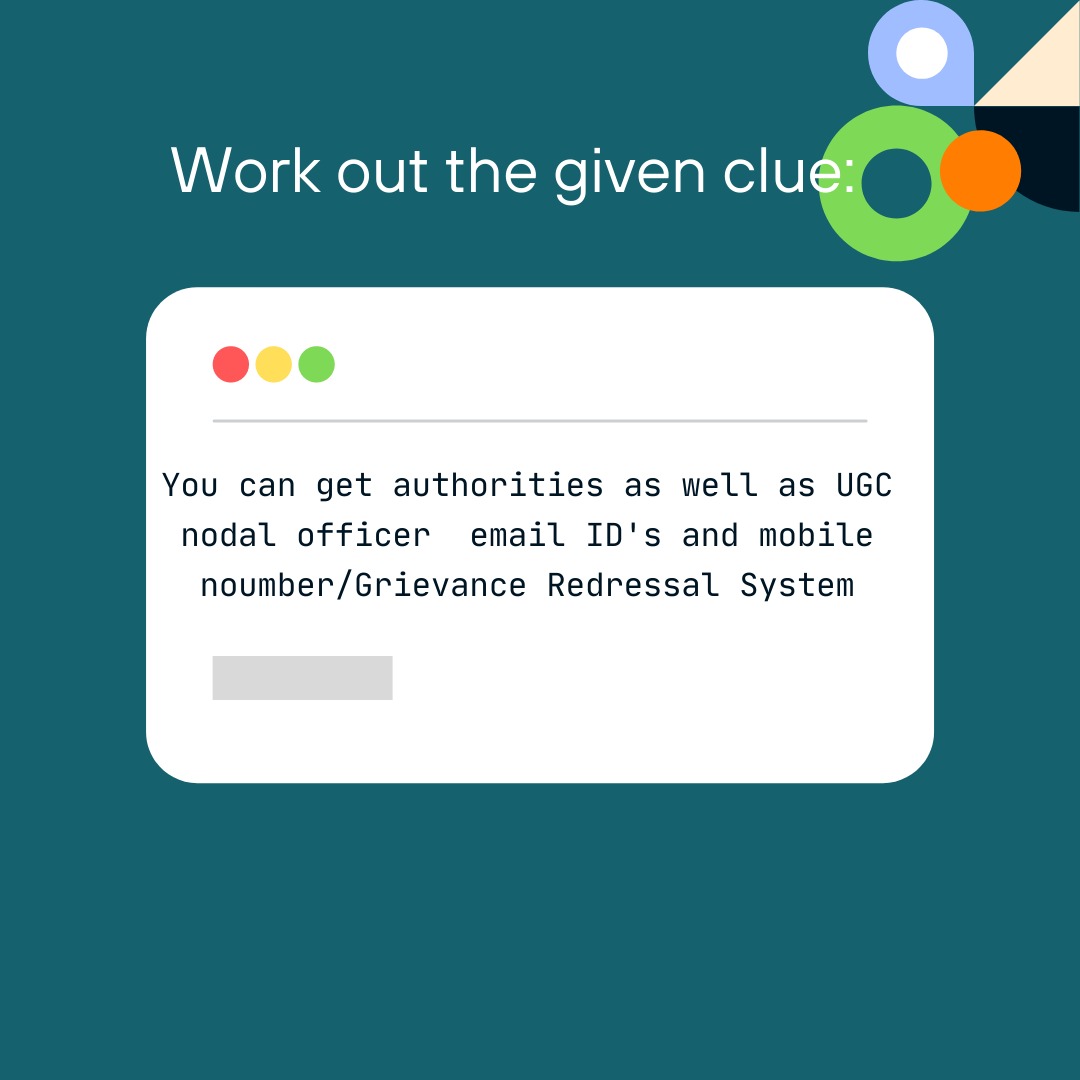 Work out the given clue:
You can get authorities as well as UGC
nodal officer  email ID's and mobile
noumber/Grievance Redressal System